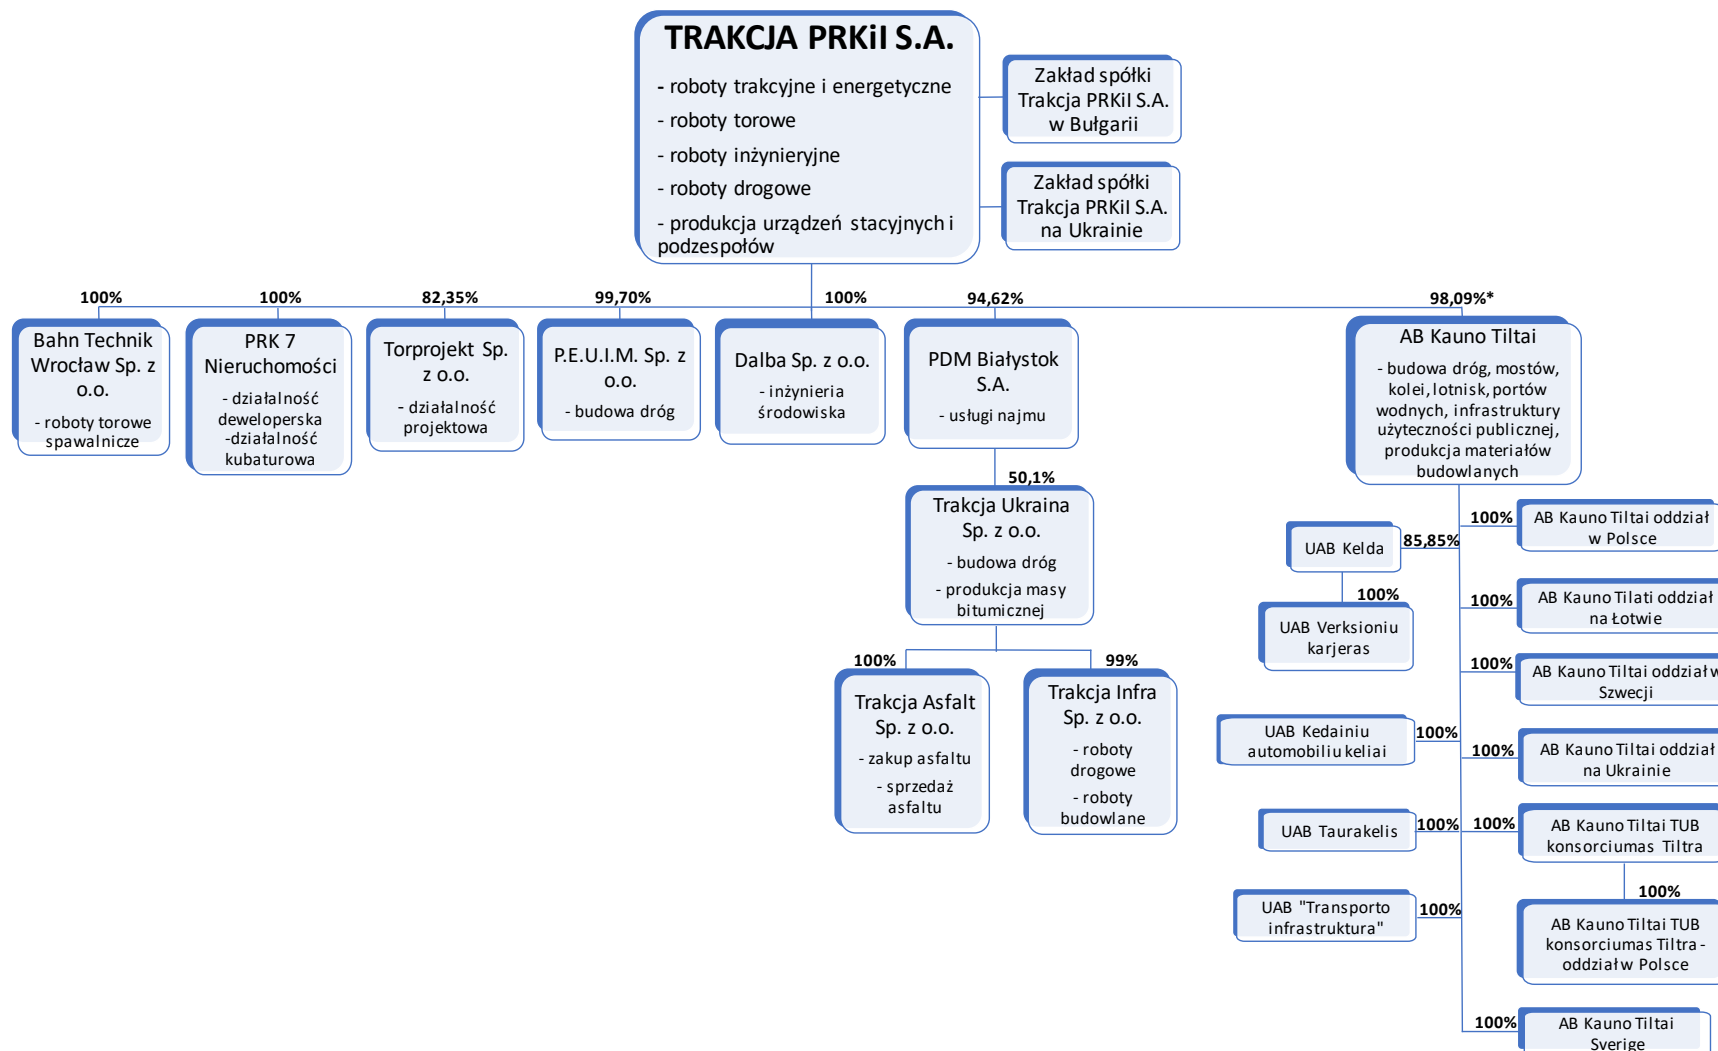 TRAKCJA PRKiI S.A.
- roboty trakcyjne i energetyczne
- roboty torowe
- roboty inżynieryjne
- roboty drogowe
- produkcja urządzeń stacyjnych i
podzespołów
Zakład spółki
Trakcja PRKiI S.A.
w Bułgarii
Zakład spółki
Trakcja PRKiI S.A.
na Ukrainie
100%
100%
82,35%
99,70%
100%
94,62%
98,09%*
Bahn Technik
Wrocław Sp. z
o.o.
- roboty torowe
spawalnicze
PRK 7
Nieruchomości
- działalność
deweloperska
-działalność
kubaturowa
Torprojekt Sp.
z o.o.
- działalność
projektowa
P.E.U.I.M. Sp. z
o.o.
- budowa dróg
Dalba Sp. z o.o.
- inżynieria
środowiska
PDM Białystok
S.A.
- usługi najmu
AB Kauno Tiltai
- budowa dróg, mostów,
kolei, lotnisk, portów
wodnych, infrastruktury
użyteczności publicznej,
produkcja materiałów
budowlanych
50,1%
Trakcja Ukraina
Sp. z o.o.
- budowa dróg
- produkcja masy
bitumicznej
100%
99%
Trakcja Asfalt
Sp. z o.o.
- zakup asfaltu
- sprzedaż
asfaltu
Trakcja Infra
Sp. z o.o.
- roboty
drogowe
- roboty
budowlane
UAB Kelda
85,85%
100%
UAB Verksioniu
karjeras
UAB Kedainiu
automobiliu keliai
100%
UAB Taurakelis
100%
UAB "Transporto
infrastruktura"
100%
100%
AB Kauno Tiltai oddział
w Polsce
100%
AB Kauno Tilati oddział
na Łotwie
100%
AB Kauno Tiltai oddział w
Szwecji
100%
AB Kauno Tiltai oddział
na Ukrainie
100%
AB Kauno Tiltai TUB
konsorciumas Tiltra
100%
AB Kauno Tiltai TUB
konsorciumas Tiltra -
oddział w Polsce
100%
AB Kauno Tiltai
Sverige